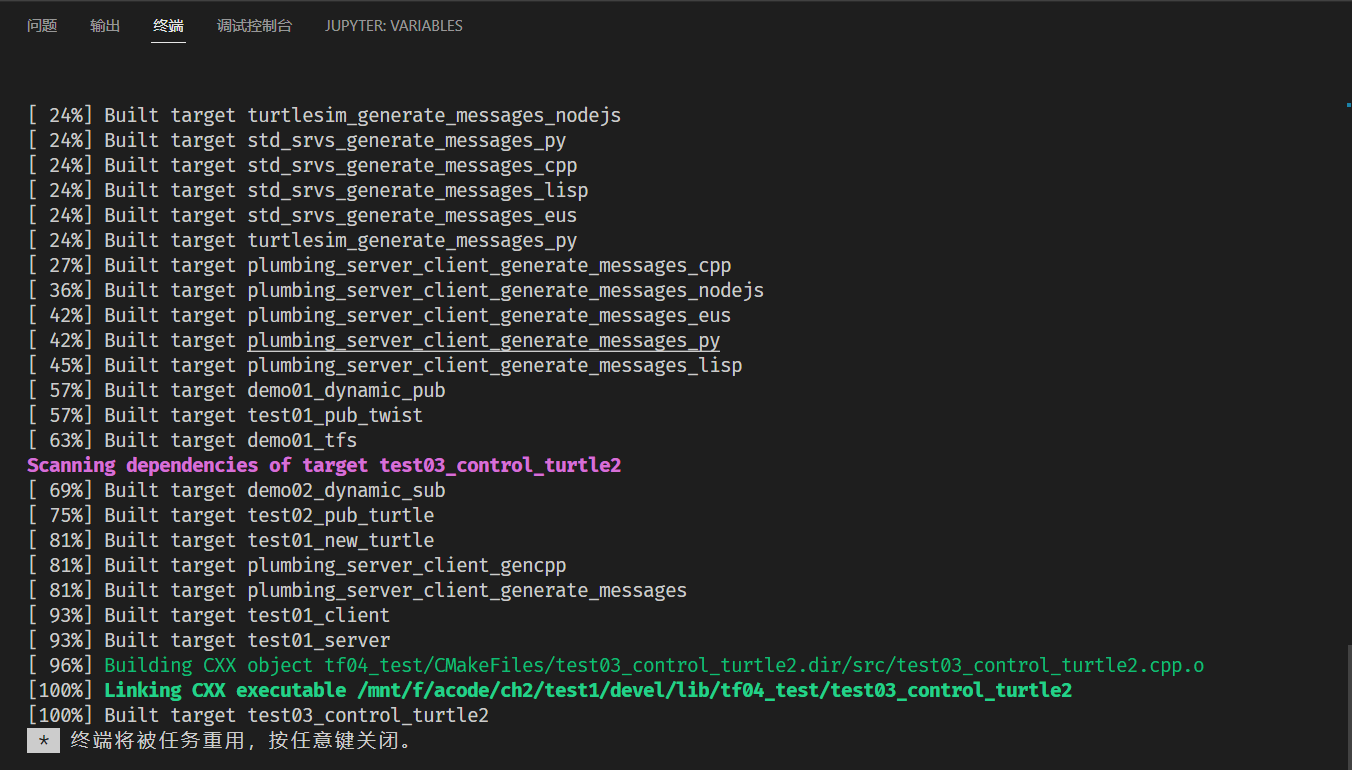 问题 输出 终端 调试控制台 JUPYTER: VARIABLES
[ 24%] Built target turtlesim_generate_messages_nodejs
[ 24%] Built target std_srvs_generate_messages_py
[ 24%] Built target std_srvs_generate_messages_cpp
[ 24%] Built target std_srvs_generate_messages_lisp
[ 24%] Built target std_srvs_generate_messages_eus
[ 24%] Built target turtlesim_generate_messages_py
[ 27%] Built target plumbing_server_client_generate_messages_cpp
[ 36%] Built target plumbing_server_client_generate_messages_nodejs
[ 42%] Built target plumbing_server_client_generate_messages_eus
[ 42%] Built target plumbing_server_client_generate_messages_py
[ 45%] Built target plumbing_server_client_generate_messages_lisp
[ 57%] Built target demo01_dynamic_pub
[ 57%] Built target test01_pub_twist
[ 63%] Built target demo01_tfs
Scanning dependencies of target test03_control_turtle2
[ 69%] Built target demo02_dynamic_sub
[ 75%] Built target test02_pub_turtle
[ 81%] Built target test01_new_turtle
[ 81%] Built target plumbing_server_client_gencpp
[ 81%] Built target plumbing_server_client_generate_messages
[ 93%] Built target test01_client
[ 93%] Built target test01_server
[ 96%] Building CXX object tf04_test/CMakeFiles/test03_control_turtle2.dir/src/test03_control_turtle2.cpp.o
[100%] Linking CXX executable /mnt/f/acode/ch2/test1/devel/lib/tf04_test/test03_control_turtle2
[100%] Built target test03_control_turtle2
* 终端将被任务重用，按任意键关闭。